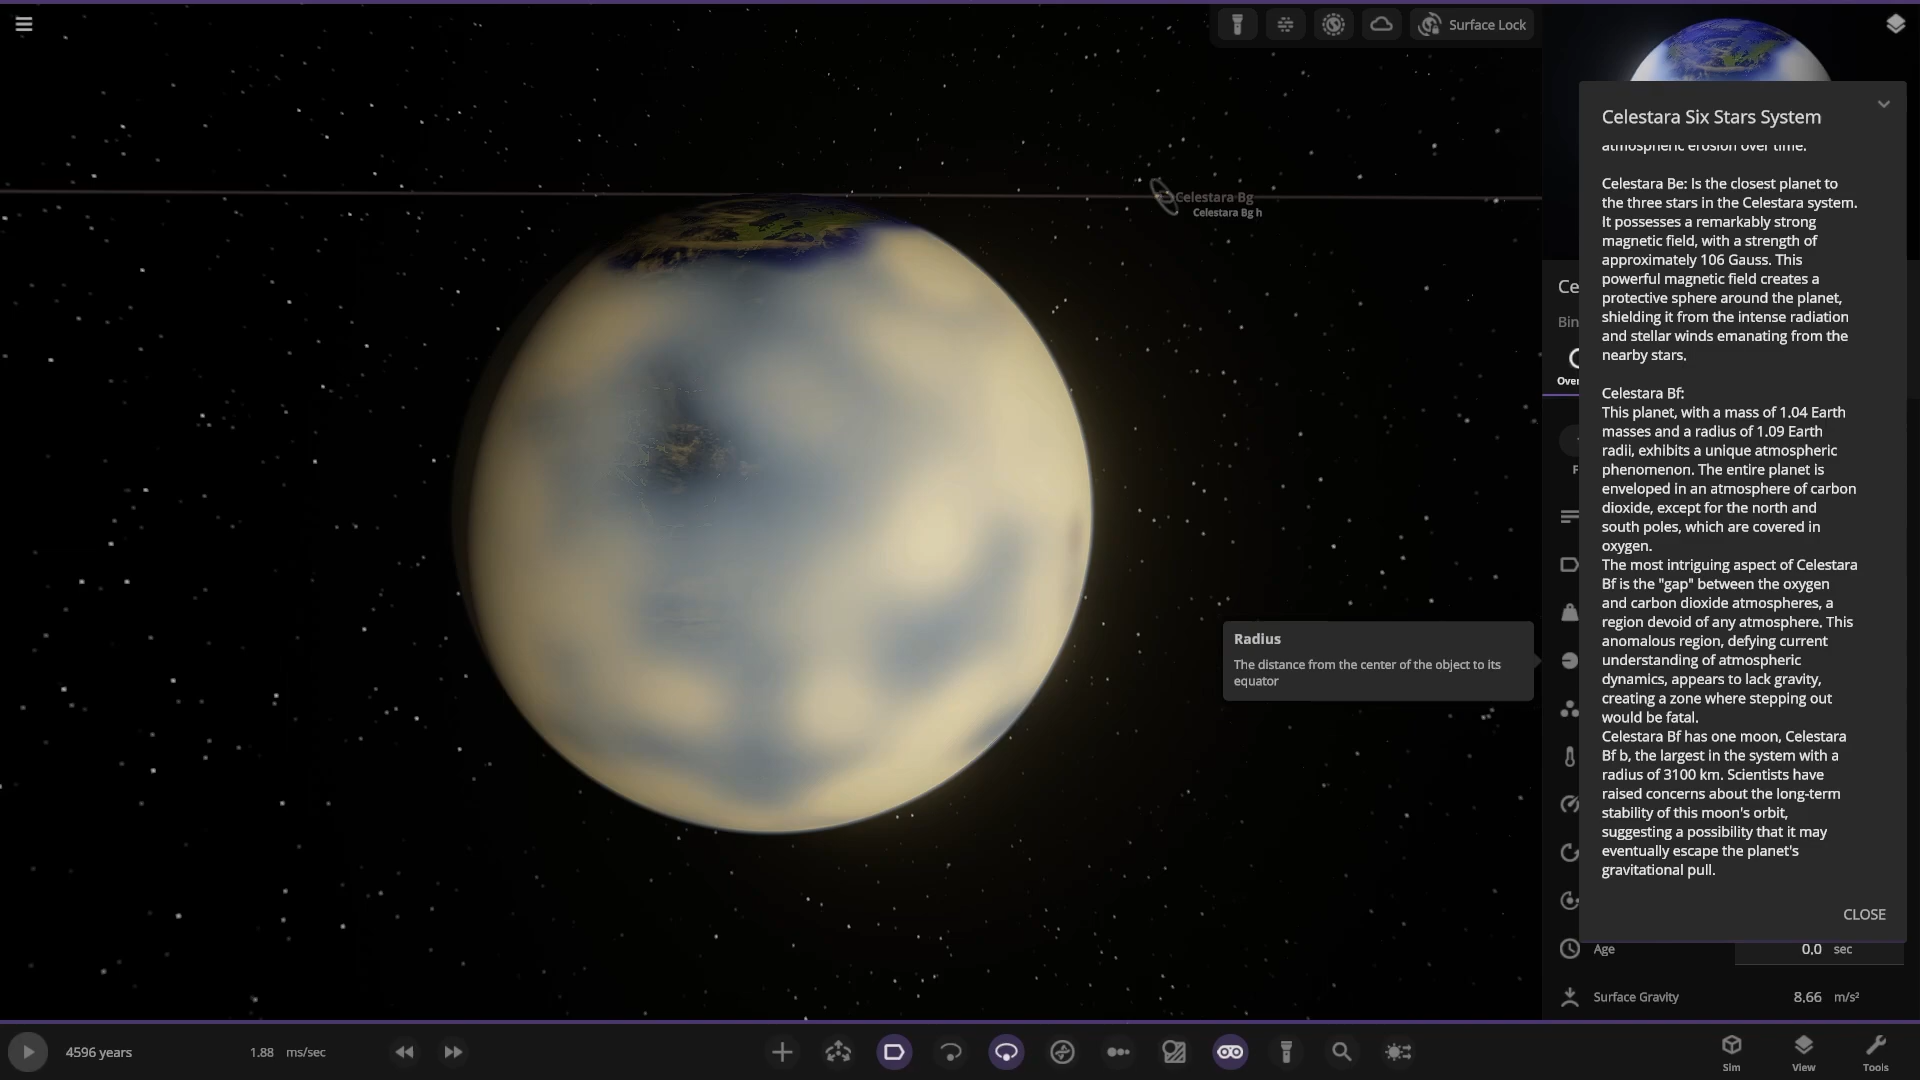 Surface Lock
Celestara Six Stars System
atmospheric erosion over time.
Celestara Be: Is the closest planet to
the three stars in the Celestara system.
It possesses a remarkably strong
magnetic field, with a strength of
approximately 106 Gauss. This
powerful magnetic field creates a
protective sphere around the planet,
shielding it from the intense radiation
and stellar winds emanating from the
nearby stars.
Celestara Bf:
This planet, with a mass of 1.04 Earth
masses and a radius of 1.09 Earth
radii, exhibits a unique atmospheric
phenomenon. The entire planet is
enveloped in an atmosphere of carbon
dioxide, except for the north and
south poles, which are covered in
oxygen.
The most intriguing aspect of Celestara
Bf is the "gap" between the oxygen
and carbon dioxide atmospheres, a
region devoid of any atmosphere. This
anomalous region, defying current
understanding of atmospheric
dynamics, appears to lack gravity,
creating a zone where stepping out
would be fatal.
Celestara Bf has one moon, Celestara
Bf b, the largest in the system with a
radius of 3100 km. Scientists have
raised concerns about the long-term
stability of this moon's orbit,
suggesting a possibility that it may
eventually escape the planet's
gravitational pull.
CLOSE
Celestara Bg
Celestara Bg h
Ce
Bin
Over
F
Radius
The distance from the center of the object to its
equator
Age 0.0 sec
Surface Gravity 8.66 m/s²
4596 years 1.88 ms/sec
Sim View Tools